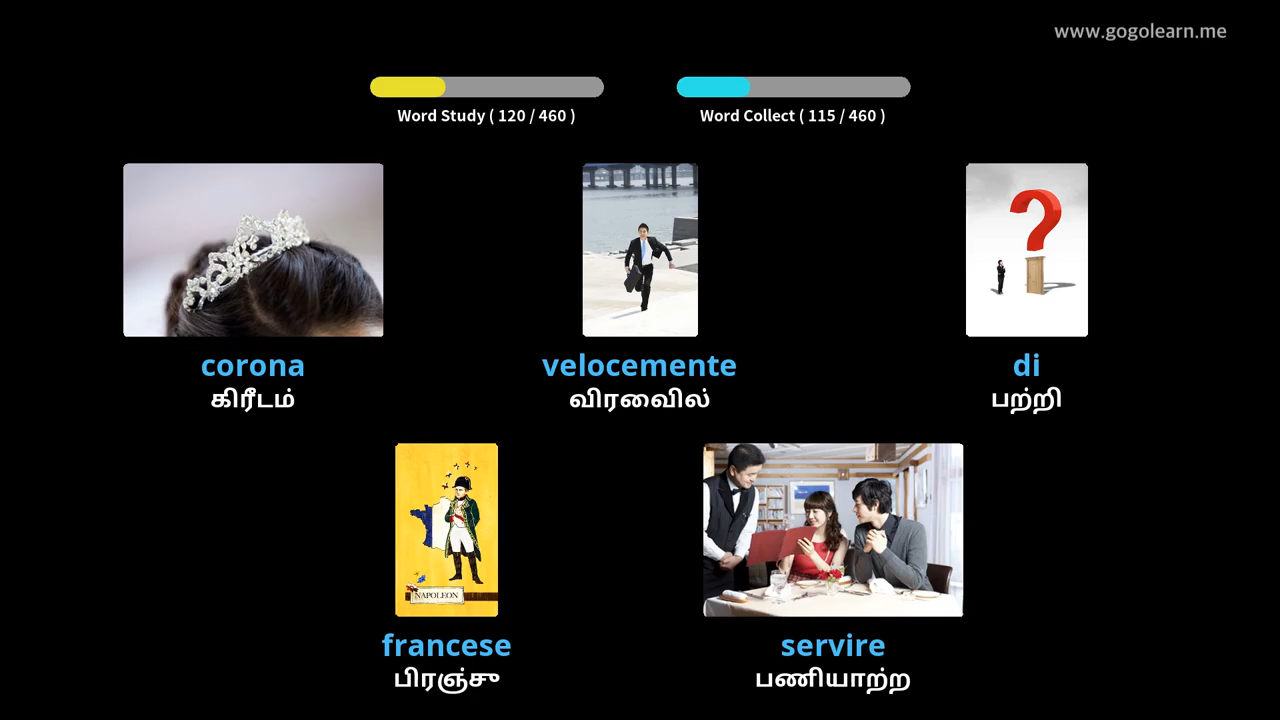 www.gogolearn.me
Word Study ( 120 / 460 )
Word Collect ( 115 / 460 )
corona
கிரீடம்
velocemente
விரைவில்
di
பற்றி
NAPOLEON
francese
பிரஞ்சு
servire
பணியாற்ற